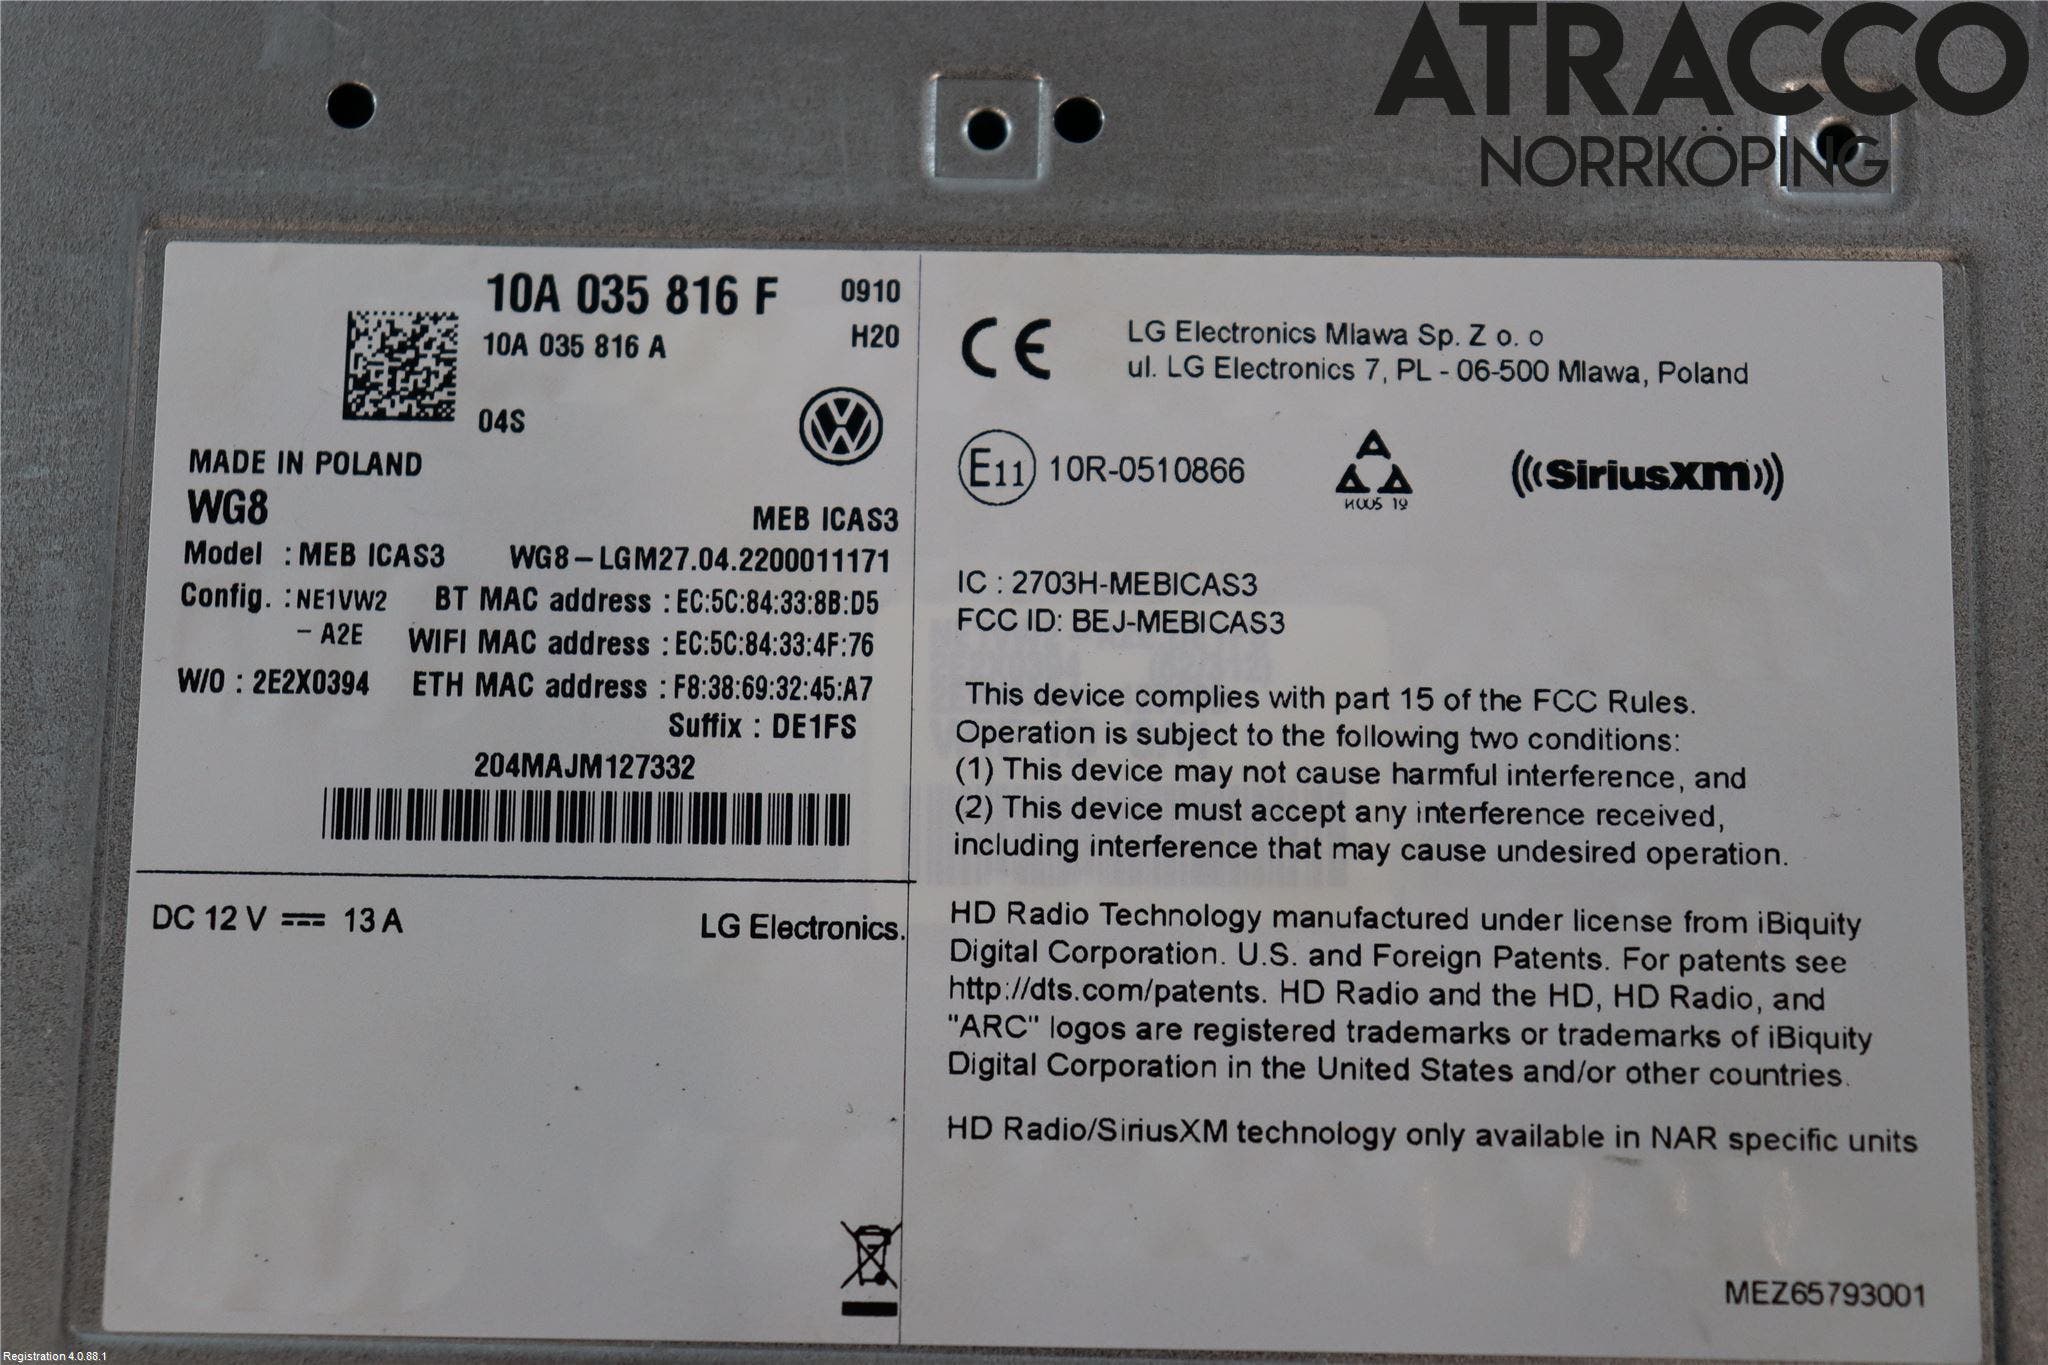 ATRACCO
NORRKÖPING
10A 035 816 F 0910
10A 035 816 A H20
04S
MADE IN POLAND
WG8
MEB ICAS3
Model : MEB ICAS3 WG8-LGM27.04.2200011171
Config. : NE1VW2 BT MAC address : EC:5C:84:33:8B:D5
- A2E WIFI MAC address : EC:5C:84:33:4F:76
W/O : 2E2X0394 ETH MAC address : F8:38:69:32:45:A7
Suffix : DE1FS
204MAJM127332
DC 12 V 13 A LG Electronics.
CE
LG Electronics Mlawa Sp. Z o. o
ul. LG Electronics 7, PL - 06-500 Mlawa, Poland
E11 10R-0510866
SiriusXM
IC : 2703H-MEBICAS3
FCC ID: BEJ-MEBICAS3
This device complies with part 15 of the FCC Rules.
Operation is subject to the following two conditions:
(1) This device may not cause harmful interference, and
(2) This device must accept any interference received,
including interference that may cause undesired operation.
HD Radio Technology manufactured under license from iBiquity
Digital Corporation. U.S. and Foreign Patents. For patents see
http://dts.com/patents. HD Radio and the HD, HD Radio, and
"ARC" logos are registered trademarks or trademarks of iBiquity
Digital Corporation in the United States and/or other countries.
HD Radio/SiriusXM technology only available in NAR specific units
MEZ65793001
Registration 4.0.88.1